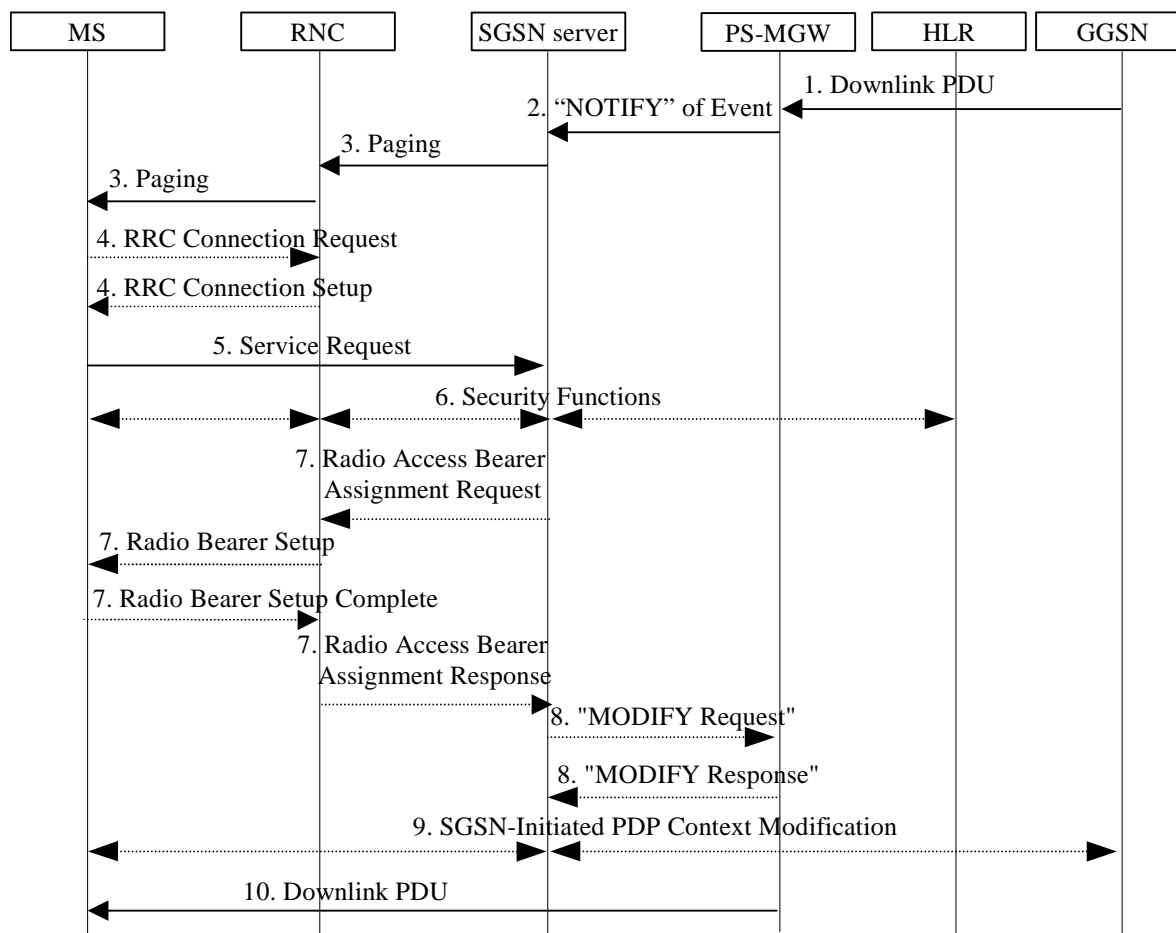 MS
RNC
SGSN server
PS-MGW
HLR
GGSN
1. Downlink PDU
2. “NOTIFY” of Event
3. Paging
3. Paging
4. RRC Connection Request
4. RRC Connection Setup
5. Service Request
6. Security Functions
7. Radio Access Bearer
Assignment Request
7. Radio Bearer Setup
7. Radio Bearer Setup Complete
7. Radio Access Bearer
Assignment Response
8. "MODIFY Request"
8. "MODIFY Response"
9. SGSN-Initiated PDP Context Modification
10. Downlink PDU